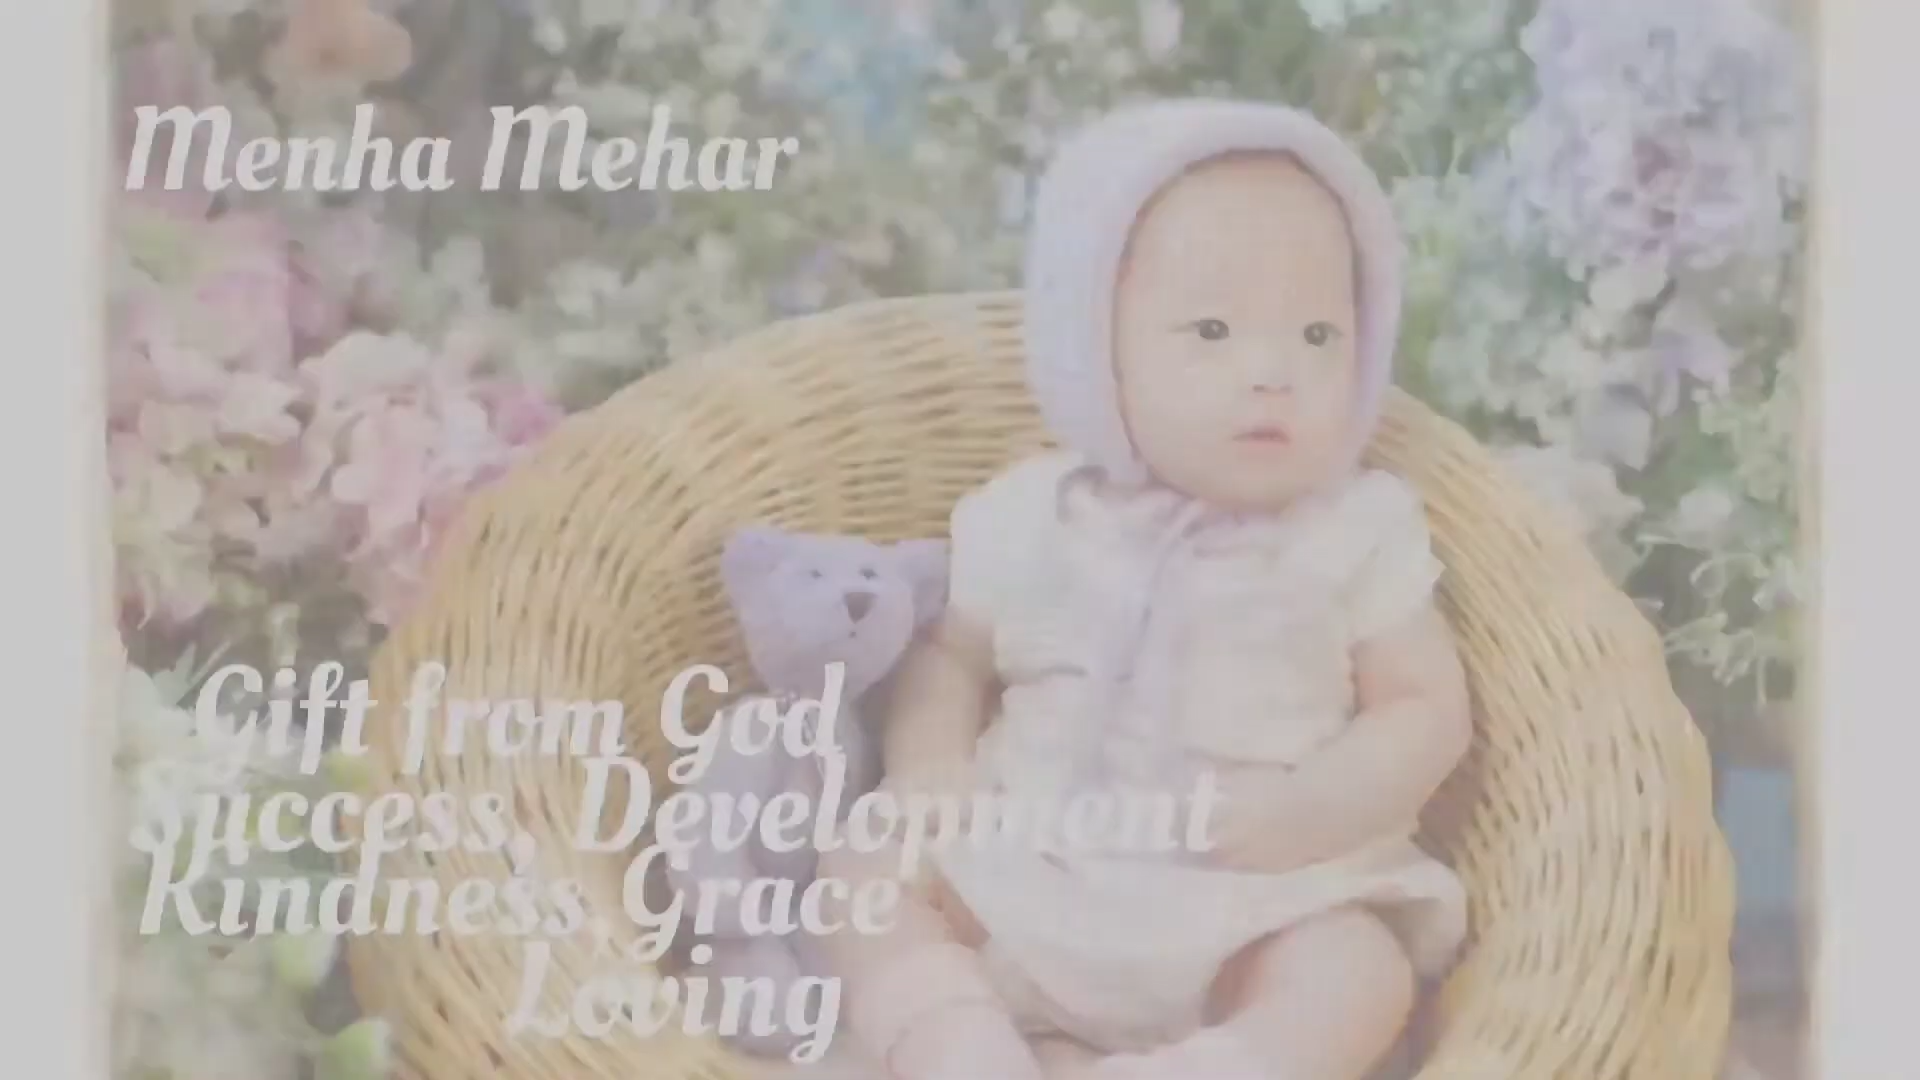 Menha Mehar
Gift from God
Success, Development
Kindness, Grace
Loving